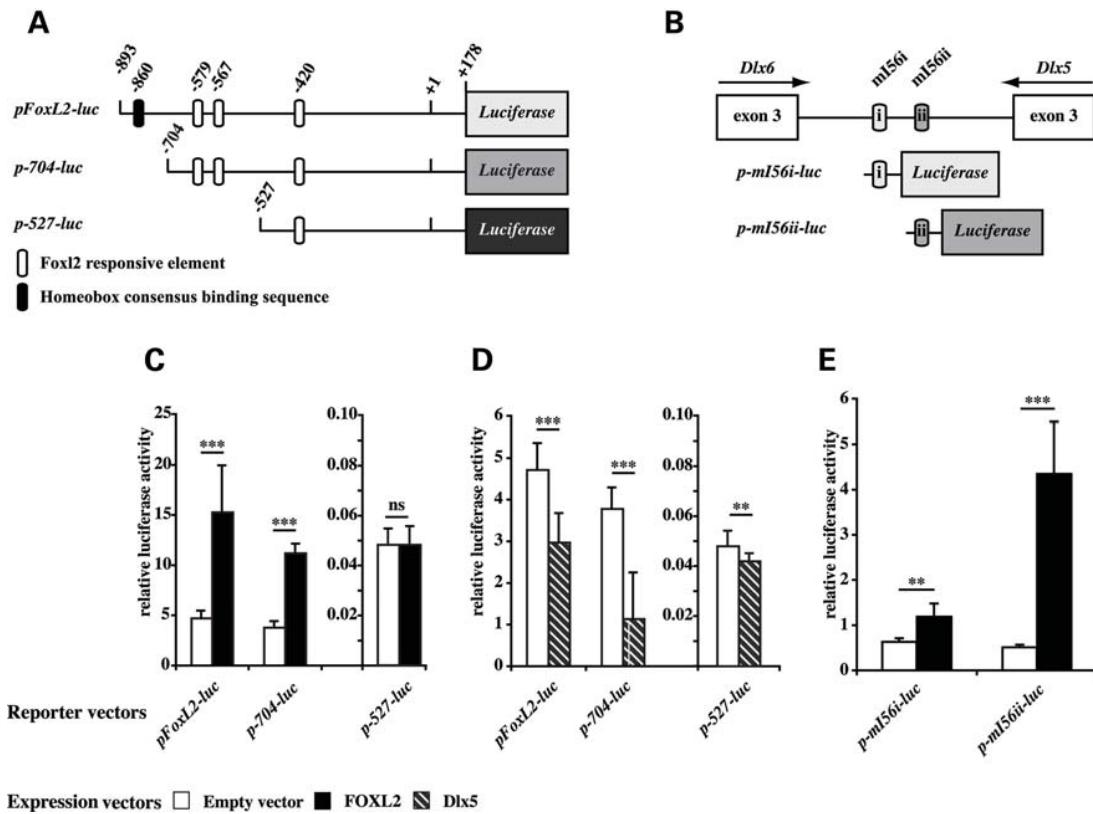 A
-893
-860
-579
-567
-420
+1
+178
pFoxL2-luc
Luciferase
-704
p-704-luc
Luciferase
-527
p-527-luc
Luciferase
Foxl2 responsive element
Homeobox consensus binding sequence
B
Dlx6
mI56i
mI56ii
Dlx5
exon 3
i
ii
exon 3
p-mI56i-luc
i
Luciferase
p-mI56ii-luc
ii
Luciferase
C
relative luciferase activity
25
20
15
10
5
0
***
***
0.10
0.08
0.06
0.04
0.02
ns
pFoxL2-luc
p-704-luc
p-527-luc
D
relative luciferase activity
6
5
4
3
2
1
0
***
***
0.10
0.08
0.06
0.04
0.02
**
pFoxL2-luc
p-704-luc
p-527-luc
E
relative luciferase activity
6
5
4
3
2
1
0
**
***
p-mI56i-luc
p-mI56ii-luc
Reporter vectors
Expression vectors Empty vector FOXL2 Dlx5